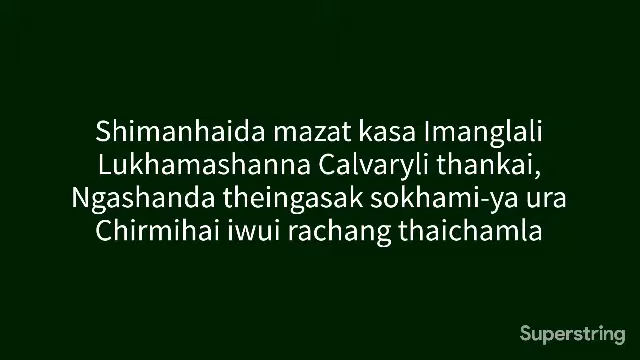 Shimanhaida mazat kasa Imanglali
Lukhamashanna Calvaryli thankai,
Ngashanda theingasak sokhami-ya ura
Chirmihai iwui rachang thaichamla
Superstring